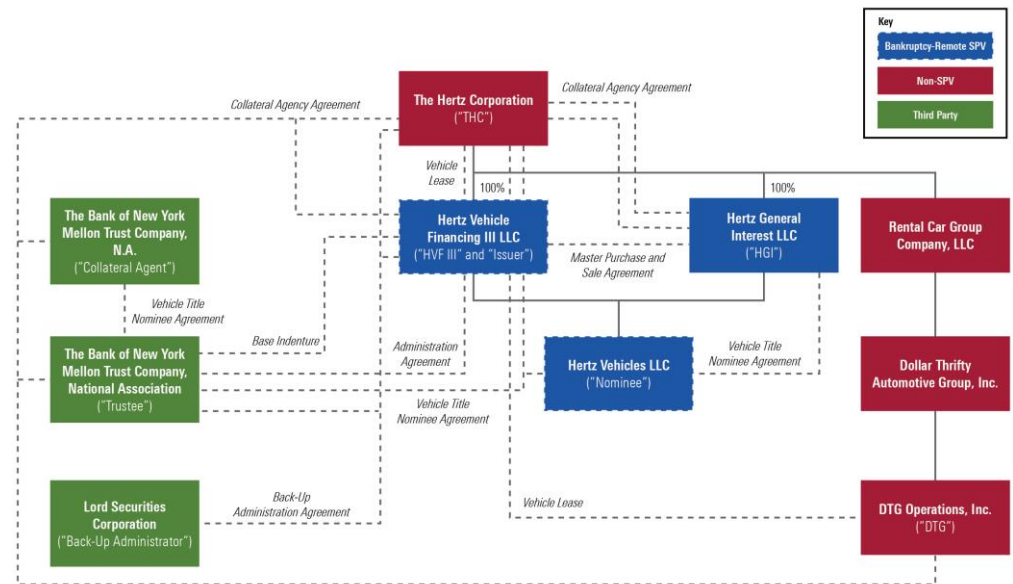 Key
Bankruptcy-Remote SPV
Non-SPV
Third Party
Collateral Agency Agreement
The Hertz Corporation
("THC")
Collateral Agency Agreement
Vehicle
Lease
100%
100%
The Bank of New York
Mellon Trust Company,
N.A.
("Collateral Agent")
Hertz Vehicle
Financing III LLC
("HVF III" and "Issuer")
Master Purchase and
Sale Agreement
Hertz General
Interest LLC
("HGI")
Rental Car Group
Company, LLC
Vehicle Title
Nominee Agreement
The Bank of New York
Mellon Trust Company,
National Association
("Trustee")
Base Indenture
Administration
Agreement
Hertz Vehicles LLC
("Nominee")
Vehicle Title
Nominee Agreement
Dollar Thrifty
Automotive Group, Inc.
Vehicle Title
Nominee Agreement
Lord Securities
Corporation
("Back-Up Administrator")
Back-Up
Administration Agreement
Vehicle Lease
DTG Operations, Inc.
("DTG")